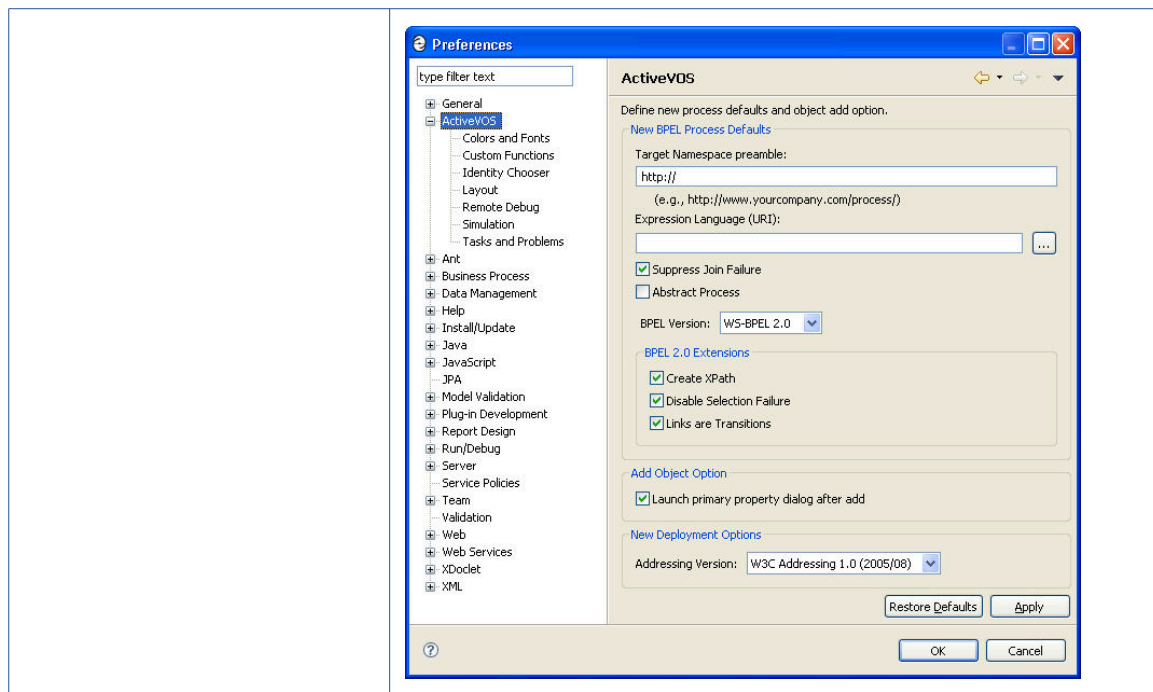 Preferences
type filter text
General
ActiveVOS
Colors and Fonts
Custom Functions
Identity Chooser
Layout
Remote Debug
Simulation
Tasks and Problems
Ant
Business Process
Data Management
Help
Install/Update
Java
JavaScript
JPA
Model Validation
Plug-in Development
Report Design
Run/Debug
Server
Service Policies
Team
Validation
Web
Web Services
XDoclet
XML
ActiveVOS
Define new process defaults and object add option.
New BPEL Process Defaults
Target Namespace preamble:
http://
(e.g., http://www.yourcompany.com/process/)
Expression Language (URI):
...
Suppress Join Failure
Abstract Process
BPEL Version: WS-BPEL 2.0
BPEL 2.0 Extensions
Create XPath
Disable Selection Failure
Links are Transitions
Add Object Option
Launch primary property dialog after add
New Deployment Options
Addressing Version: W3C Addressing 1.0 (2005/08)
Restore Defaults Apply
? OK Cancel